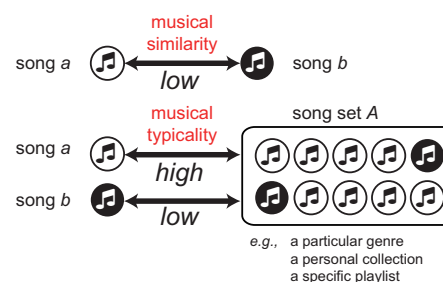 musical
similarity
song a
song b
low
musical
typicality
song set A
song a
high
song b
low
e.g., a particular genre
a personal collection
a specific playlist